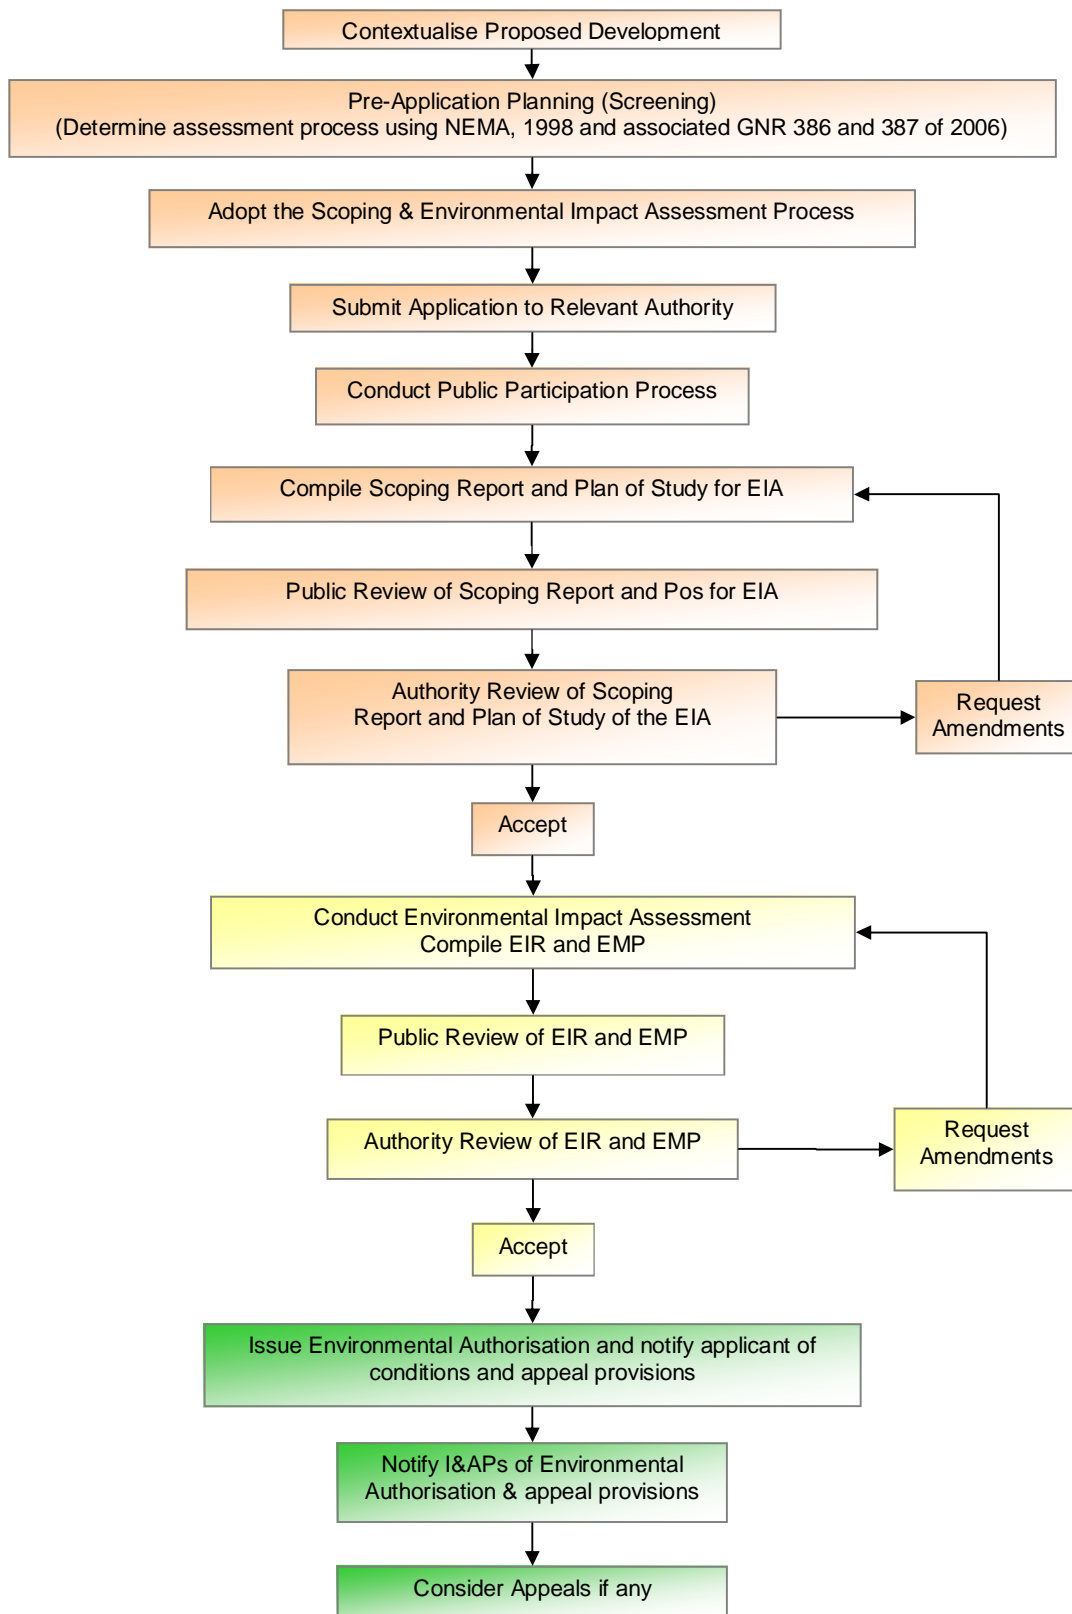 Contextualise Proposed Development
Pre-Application Planning (Screening)
(Determine assessment process using NEMA, 1998 and associated GNR 386 and 387 of 2006)
Adopt the Scoping & Environmental Impact Assessment Process
Submit Application to Relevant Authority
Conduct Public Participation Process
Compile Scoping Report and Plan of Study for EIA
Public Review of Scoping Report and Pos for EIA
Authority Review of Scoping
Report and Plan of Study of the EIA
Request
Amendments
Accept
Conduct Environmental Impact Assessment
Compile EIR and EMP
Public Review of EIR and EMP
Authority Review of EIR and EMP
Request
Amendments
Accept
Issue Environmental Authorisation and notify applicant of
conditions and appeal provisions
Notify I&APs of Environmental
Authorisation & appeal provisions
Consider Appeals if any